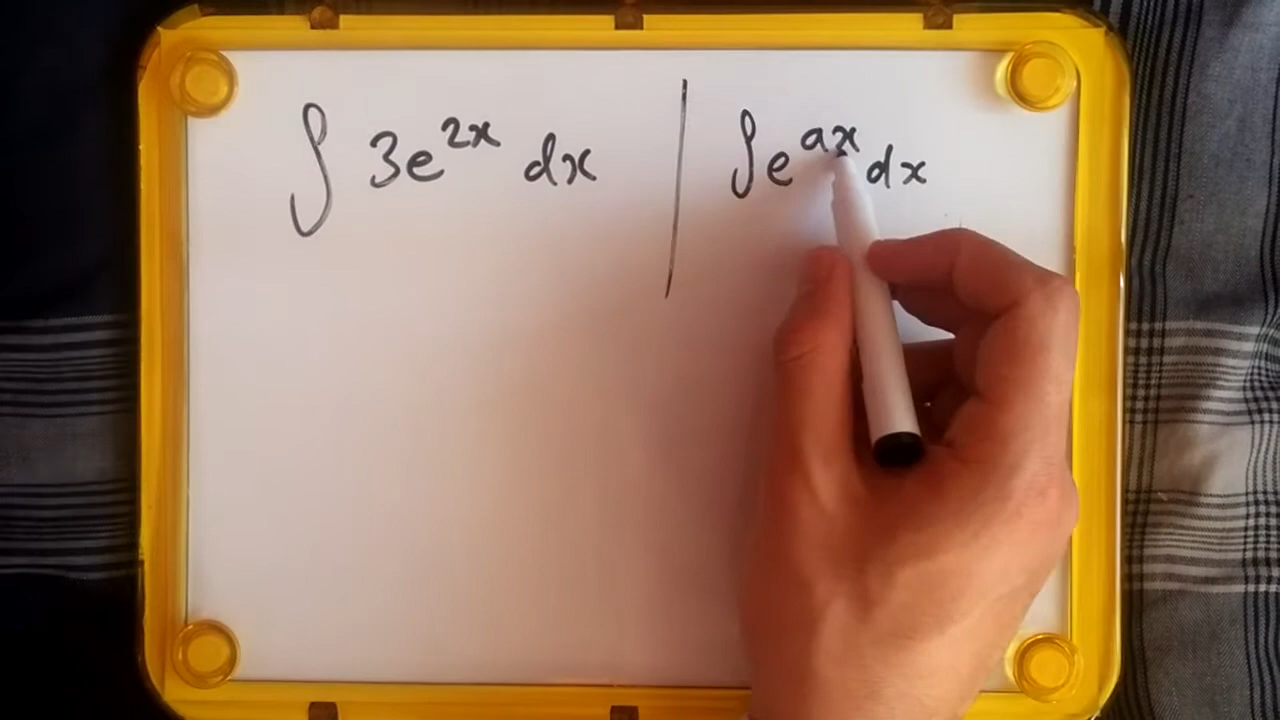 ∫ 3e^{2x} dx | ∫ e^{ax} dx